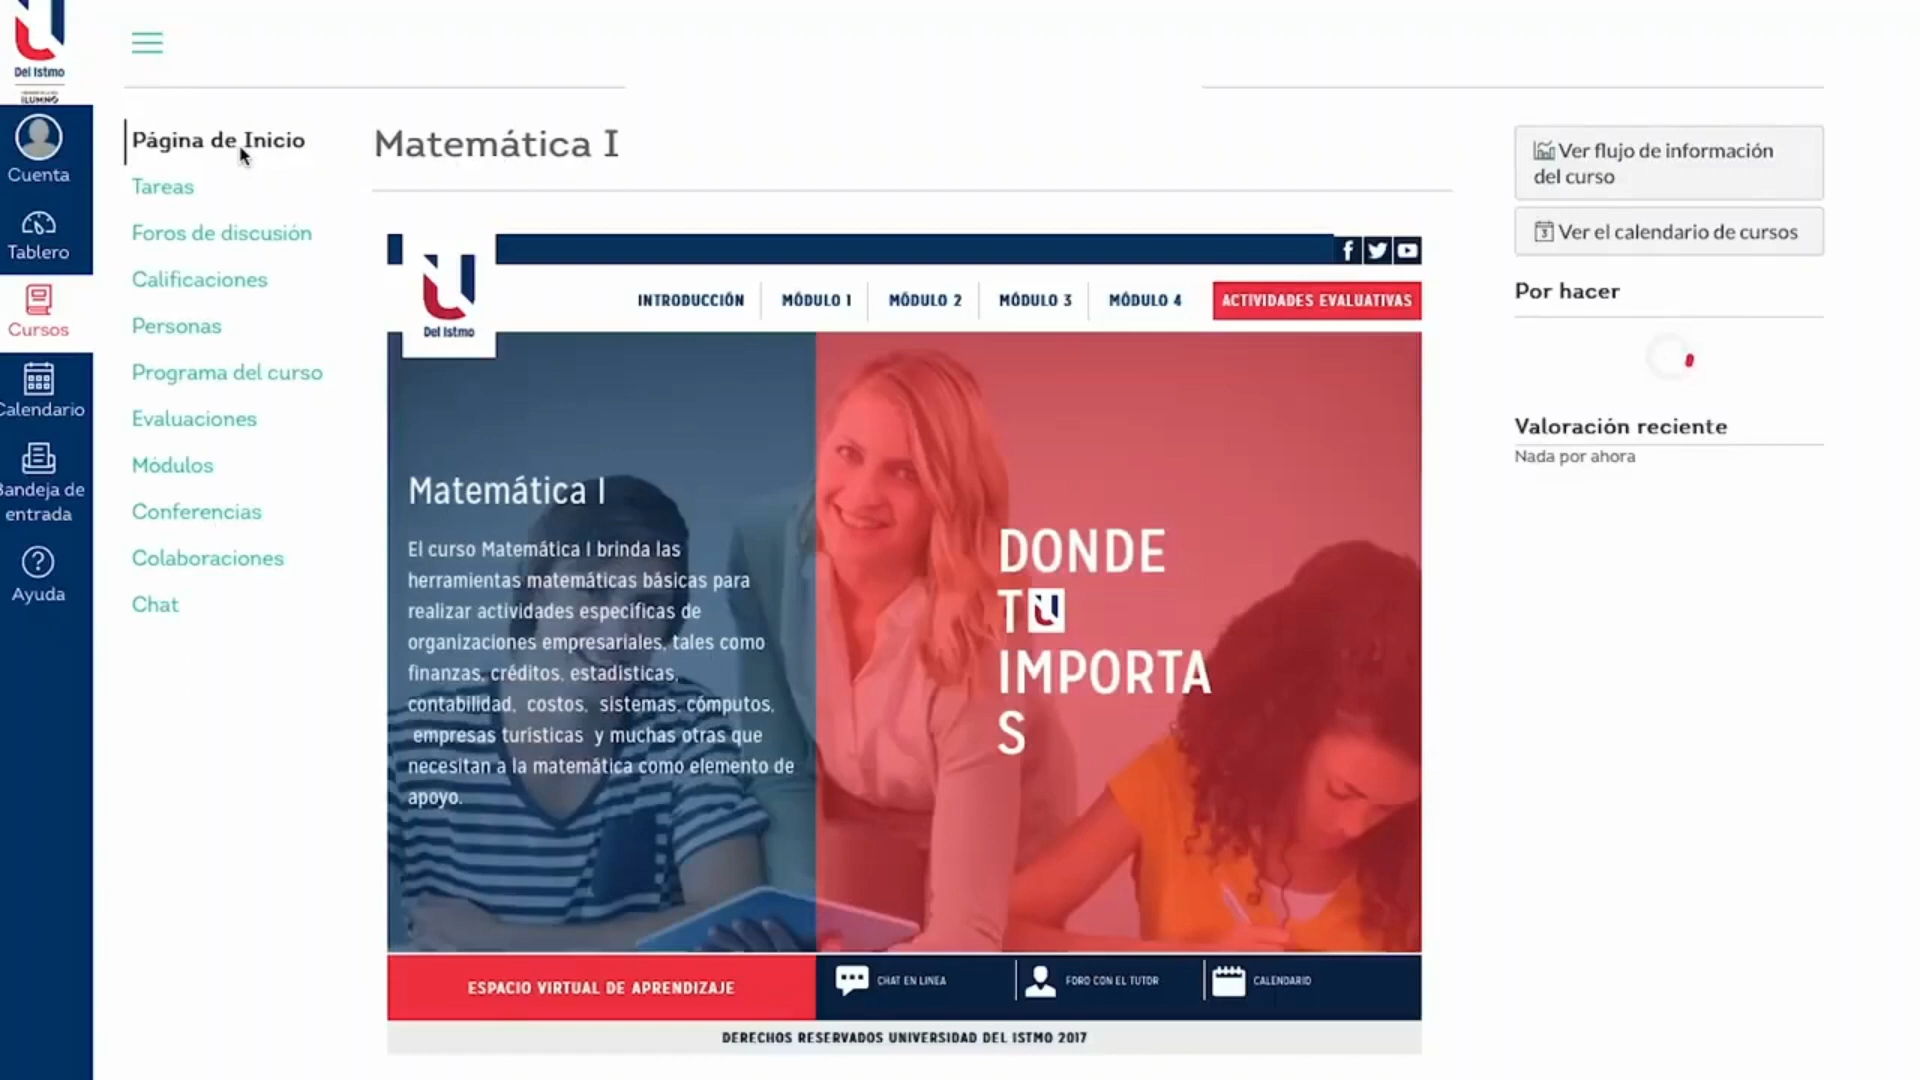 Del Istmo
ILUMNO
Cuenta
Tablero
Cursos
Calendario
Bandeja de
entrada
Ayuda
Página de Inicio
Tareas
Foros de discusión
Calificaciones
Personas
Programa del curso
Evaluaciones
Módulos
Conferencias
Colaboraciones
Chat
Matemática I
Del Istmo
INTRODUCCIÓN
MÓDULO 1
MÓDULO 2
MÓDULO 3
MÓDULO 4
ACTIVIDADES EVALUATIVAS
Matemática I
El curso Matemática I brinda las
herramientas matemáticas básicas para
realizar actividades específicas de
organizaciones empresariales, tales como
finanzas, créditos, estadísticas,
contabilidad, costos, sistemas, cómputos,
empresas turísticas y muchas otras que
necesitan a la matemática como elemento de
apoyo.
DONDE
TU
IMPORTA
S
ESPACIO VIRTUAL DE APRENDIZAJE
CHAT EN LINEA
FORO CON EL TUTOR
CALENDARIO
DERECHOS RESERVADOS UNIVERSIDAD DEL ISTMO 2017
Ver flujo de información
del curso
3 Ver el calendario de cursos
Por hacer
Valoración reciente
Nada por ahora